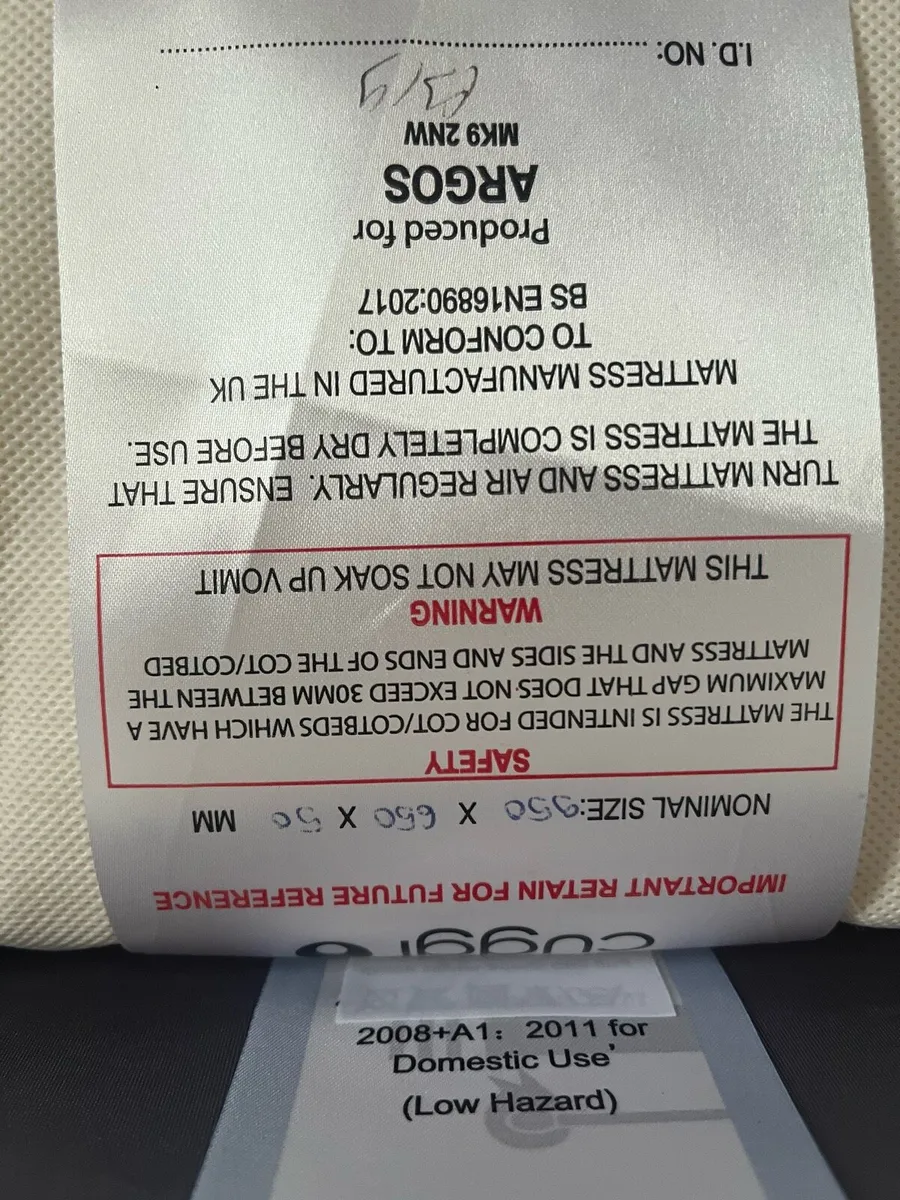 cuggl
IMPORTANT RETAIN FOR FUTURE REFERENCE
NOMINAL SIZE: 950 X 650 X 50 MM
SAFETY
THE MATTRESS IS INTENDED FOR COT/COTBEDS WHICH HAVE A
MAXIMUM GAP THAT DOES NOT EXCEED 30MM BETWEEN THE
MATTRESS AND THE SIDES AND ENDS OF THE COT/COTBED
WARNING
THIS MATTRESS MAY NOT SOAK UP VOMIT
TURN MATTRESS AND AIR REGULARLY. ENSURE THAT
THE MATTRESS IS COMPLETELY DRY BEFORE USE.
MATTRESS MANUFACTURED IN THE UK
TO CONFORM TO:
BS EN16890:2017
Produced for
ARGOS
MK9 2NW
I.D. NO:
2008+A1: 2011 for
Domestic Use'
(Low Hazard)